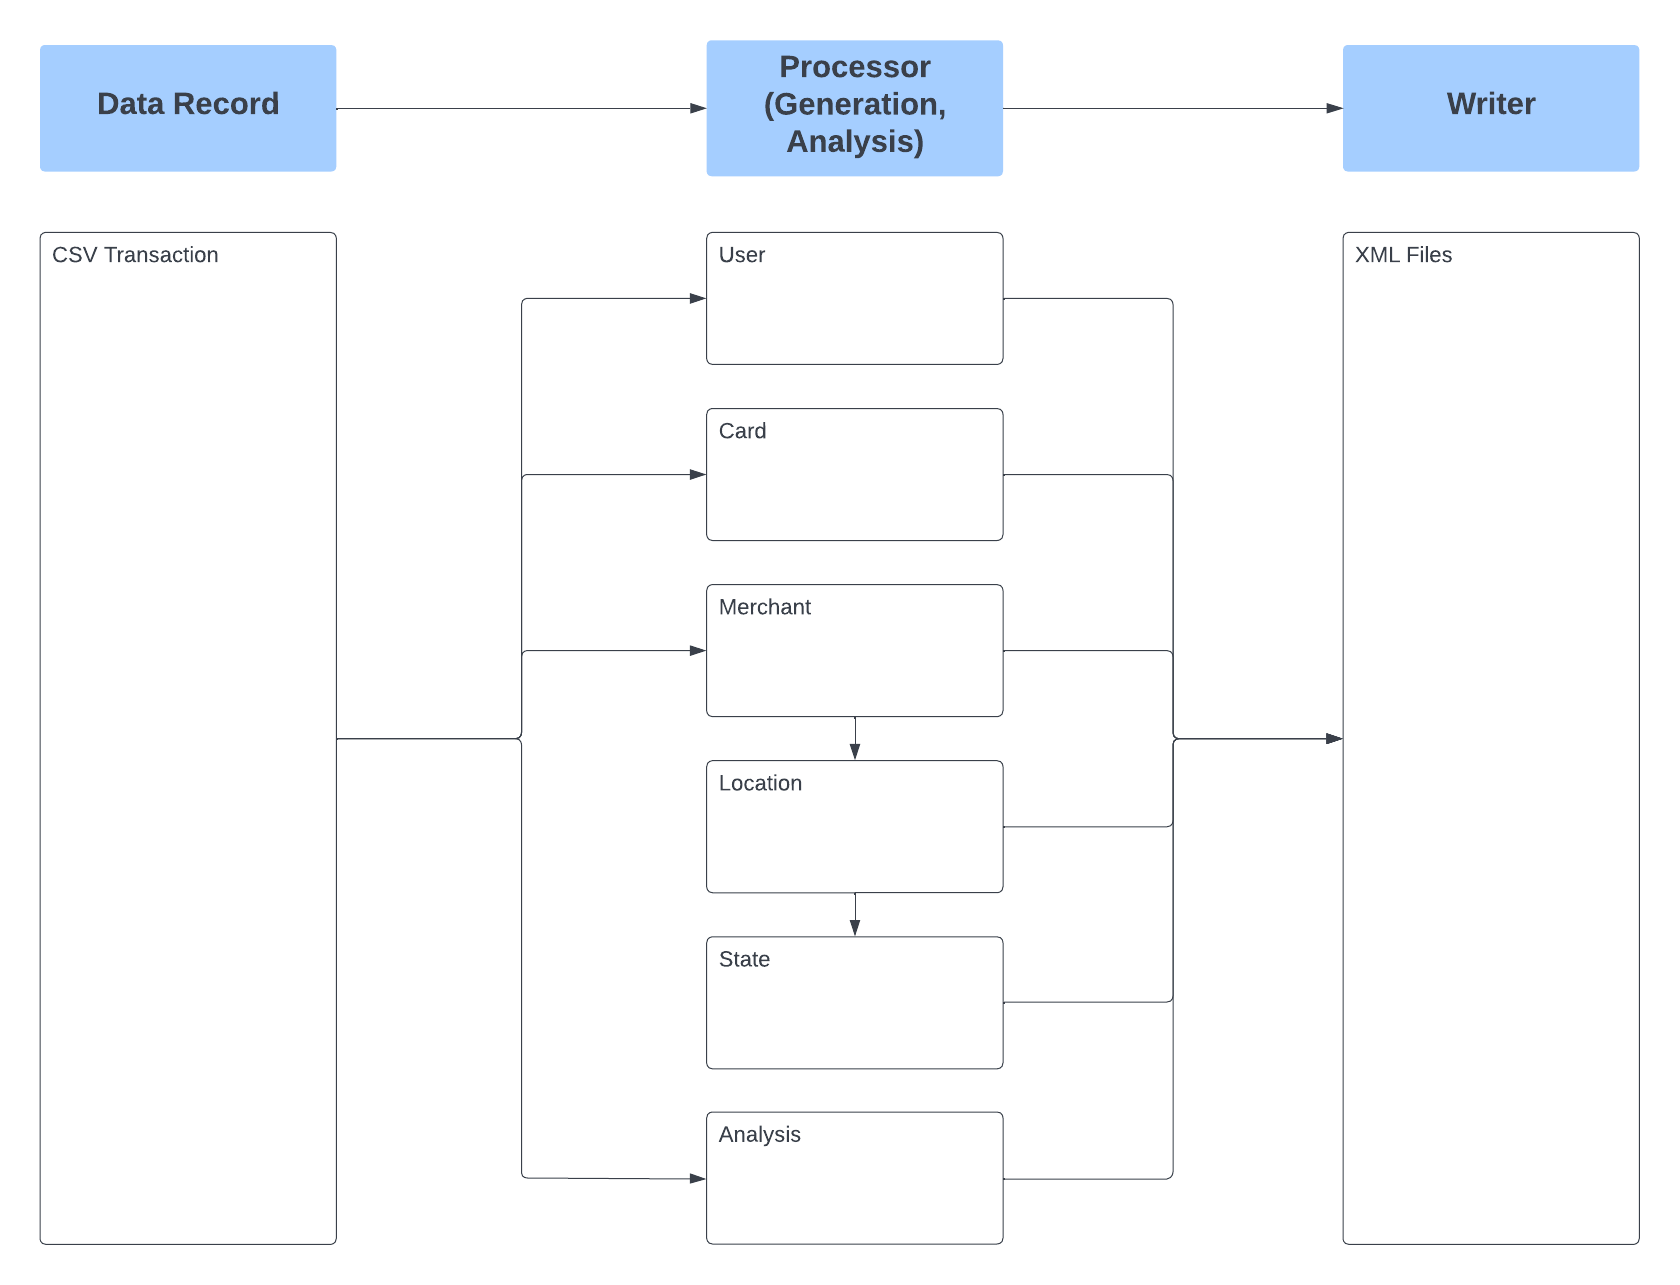 Data Record
Processor
(Generation,
Analysis)
Writer
CSV Transaction
User
XML Files
Card
Merchant
Location
State
Analysis